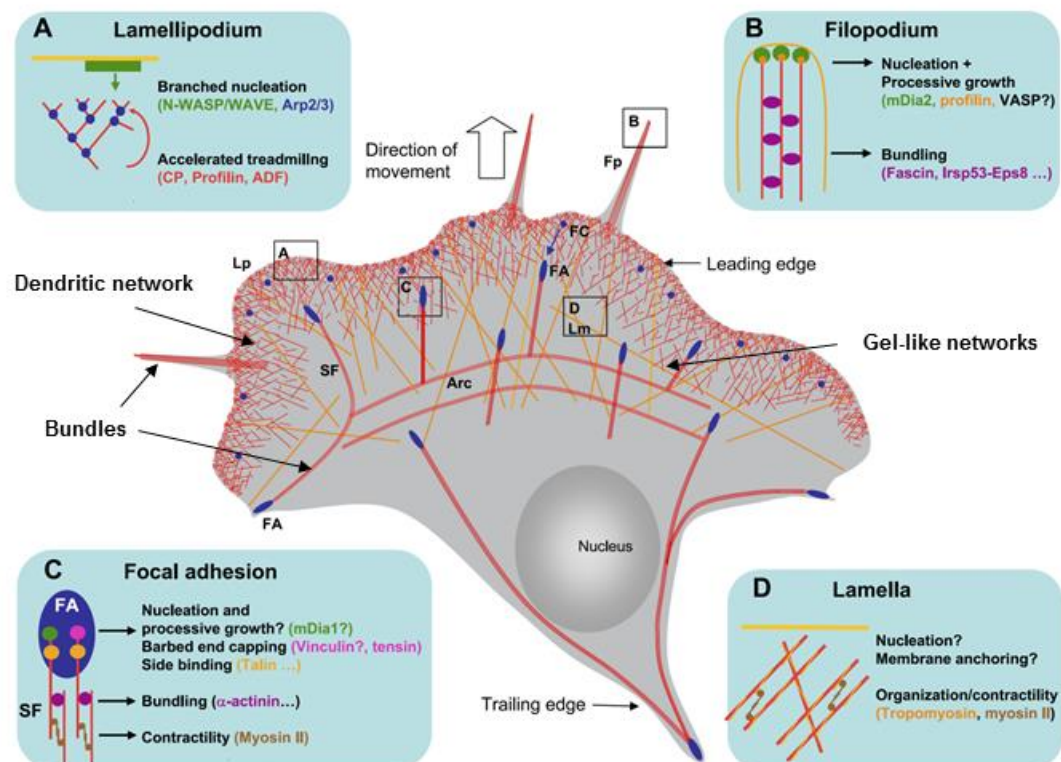 A Lamellipodium
Branched nucleation
(N-WASP/WAVE, Arp2/3)
Accelerated treadmillng
(CP, Profilin, ADF)
B Filopodium
Nucleation +
Processive growth
(mDia2, profilin, VASP?)
Bundling
(Fascin, Irsp53-Eps8 ...)
Direction of
movement
B
Fp
Lp
A
FC
FA
Leading edge
Dendritic network
C
D
Lm
Gel-like networks
SF
Arc
Bundles
FA
Nucleus
Trailing edge
C Focal adhesion
FA
Nucleation and
processive growth? (mDia1?)
Barbed end capping (Vinculin?, tensin)
Side binding (Talin ...)
SF
Bundling (α-actinin...)
Contractility (Myosin II)
D Lamella
Nucleation?
Membrane anchoring?
Organization/contractility
(Tropomyosin, myosin II)